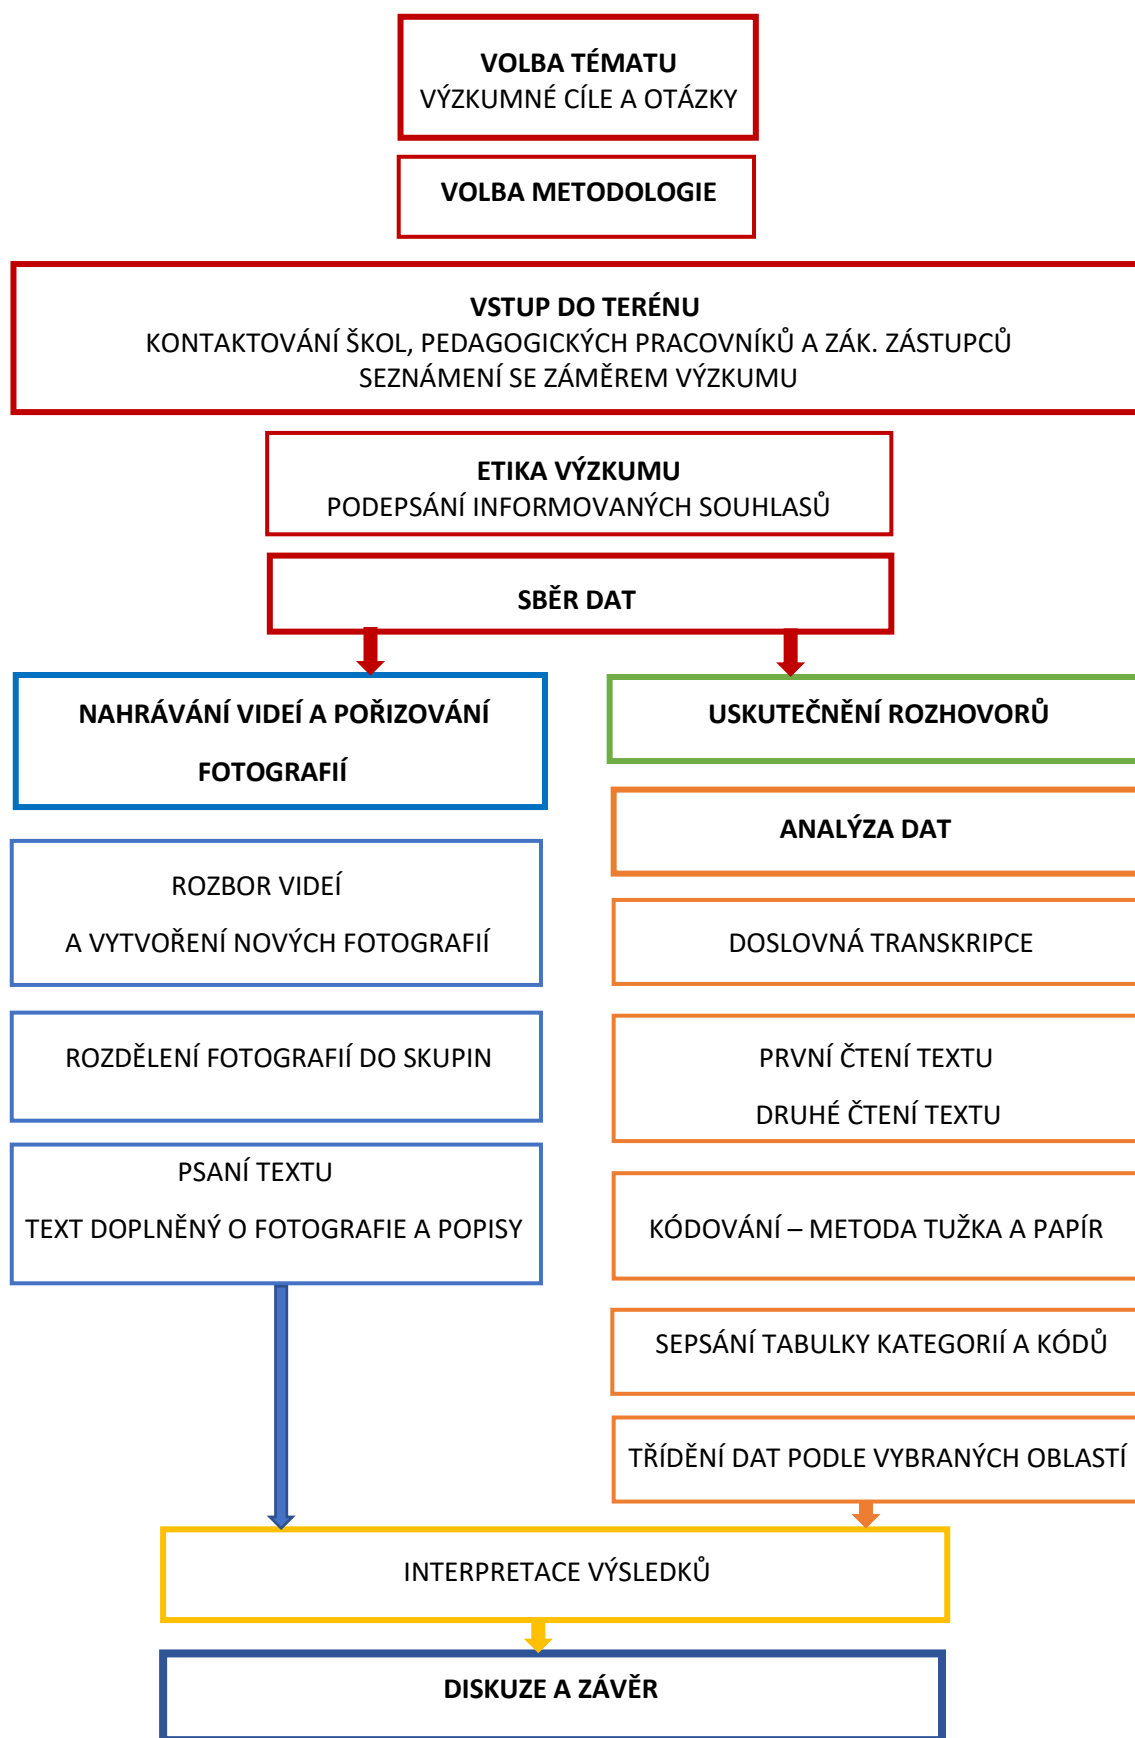 VOLBA TÉMATU
VÝZKUMNÉ CÍLE A OTÁZKY
VOLBA METODOLOGIE
VSTUP DO TERÉNU
KONTAKTOVÁNÍ ŠKOL, PEDAGOGICKÝCH PRACOVNÍKŮ A ZÁK. ZÁSTUPCŮ
SEZNÁMENÍ SE ZÁMĚREM VÝZKUMU
ETIKA VÝZKUMU
PODEPSÁNÍ INFORMOVANÝCH SOUHLASŮ
SBĚR DAT
NAHRÁVÁNÍ VIDEÍ A POŘIZOVÁNÍ
FOTOGRAFIÍ
ROZBOR VIDEÍ
A VYTVOŘENÍ NOVÝCH FOTOGRAFIÍ
ROZDĚLENÍ FOTOGRAFIÍ DO SKUPIN
PSANÍ TEXTU
TEXT DOPLNĚNÝ O FOTOGRAFIE A POPISY
USKUTEČNĚNÍ ROZHOVORŮ
ANALÝZA DAT
DOSLOVNÁ TRANSKRIPCE
PRVNÍ ČTENÍ TEXTU
DRUHÉ ČTENÍ TEXTU
KÓDOVÁNÍ – METODA TUŽKA A PAPÍR
SEPSÁNÍ TABULKY KATEGORIÍ A KÓDŮ
TŘÍDĚNÍ DAT PODLE VYBRANÝCH OBLASTÍ
INTERPRETACE VÝSLEDKŮ
DISKUZE A ZÁVĚR